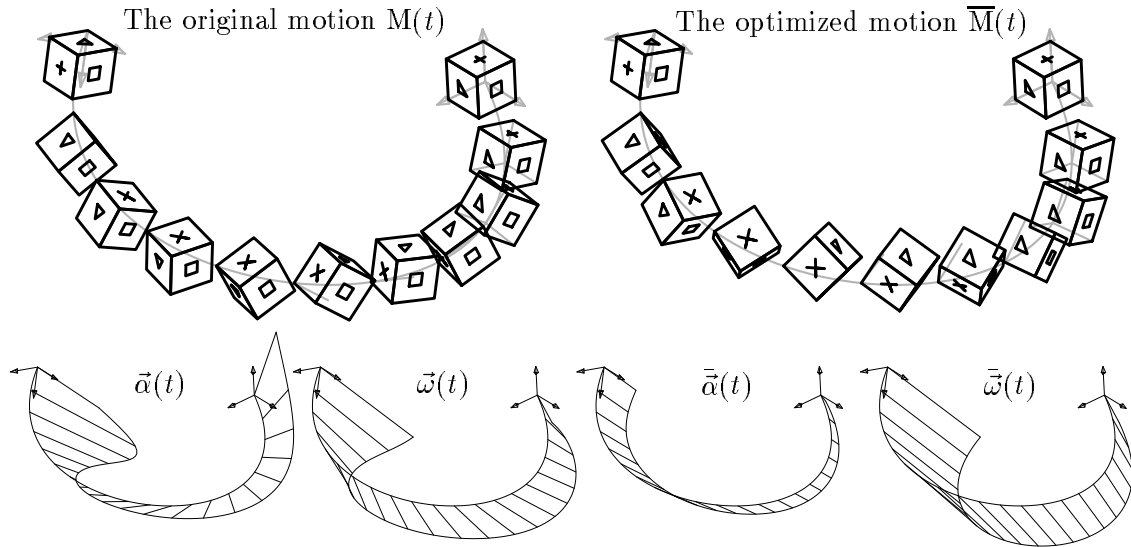 The original motion M(t)
The optimized motion M̅(t)
α⃗(t)
ω⃗(t)
ᾱ⃗(t)
ω̄⃗(t)